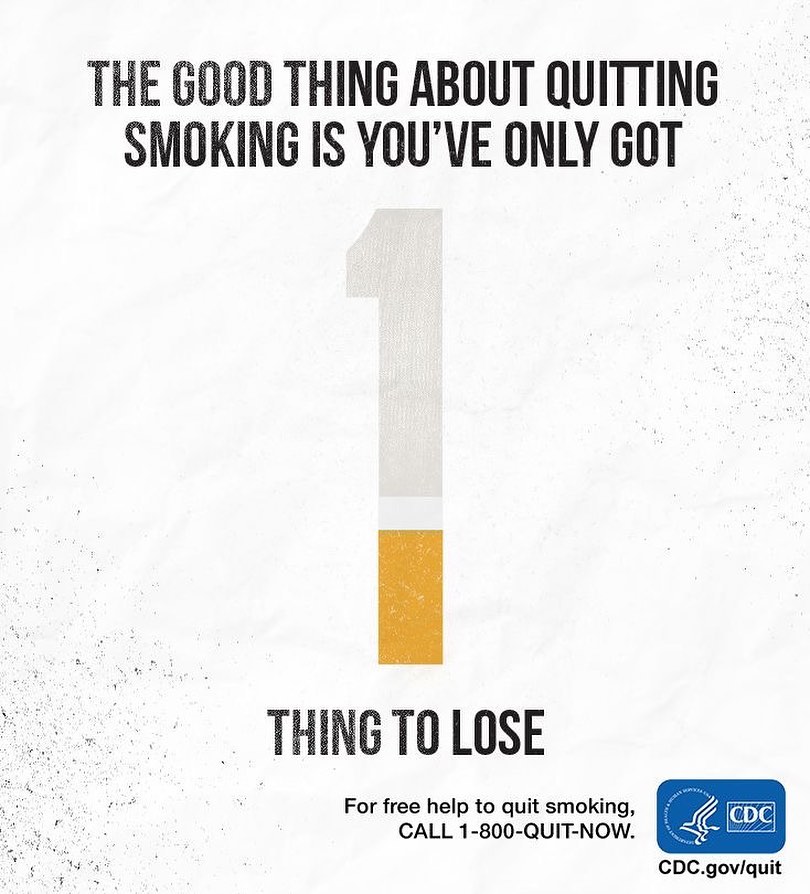 THE GOOD THING ABOUT QUITTING
SMOKING IS YOU'VE ONLY GOT
1
THING TO LOSE
For free help to quit smoking,
CALL 1-800-QUIT-NOW.
CDC
CDC.gov/quit